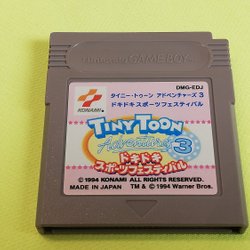 Nintendo GAME BOY
DMG-EDJ
タイニー・トゥーン アドベンチャーズ 3
ドキドキスポーツフェスティバル
KONAMI
TINY TOON
Adventures 3
ドキドキ
スポーツフェスティバル
© 1994 KONAMI ALL RIGHTS RESERVED.
MADE IN JAPAN TM & © 1994 Warner Bros.